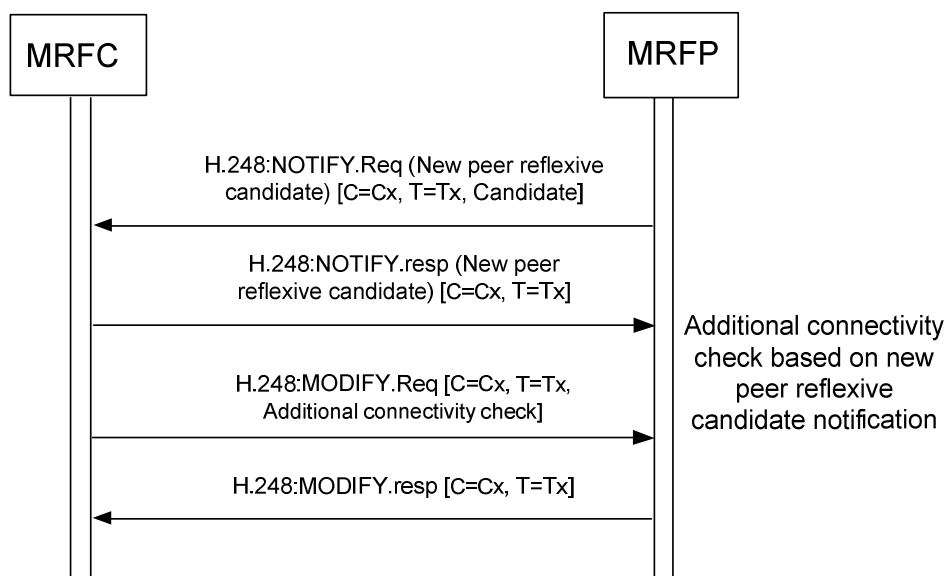 MRFC
MRFP
H.248:NOTIFY.Req (New peer reflexive
candidate) [C=Cx, T=Tx, Candidate]
H.248:NOTIFY.resp (New peer
reflexive candidate) [C=Cx, T=Tx]
Additional connectivity
check based on new
peer reflexive
candidate notification
H.248:MODIFY.Req [C=Cx, T=Tx,
Additional connectivity check]
H.248:MODIFY.resp [C=Cx, T=Tx]